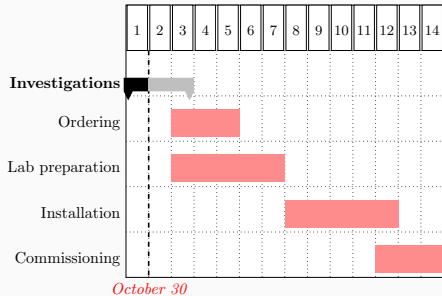 1 2 3 4 5 6 7 8 9 10 11 12 13 14
Investigations
Ordering
Lab preparation
Installation
Commissioning
October 30